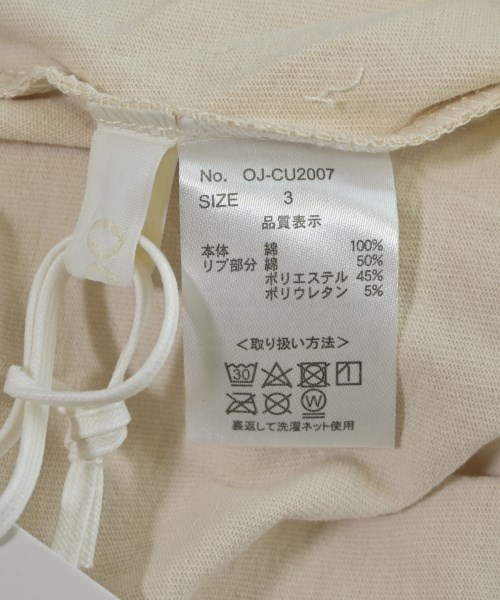 No. OJ-CU2007
SIZE 3
品質表示
本体 綿 100%
リブ部分 綿 50%
ポリエステル 45%
ポリウレタン 5%
＜取り扱い方法＞
30
W
裏返して洗濯ネット使用